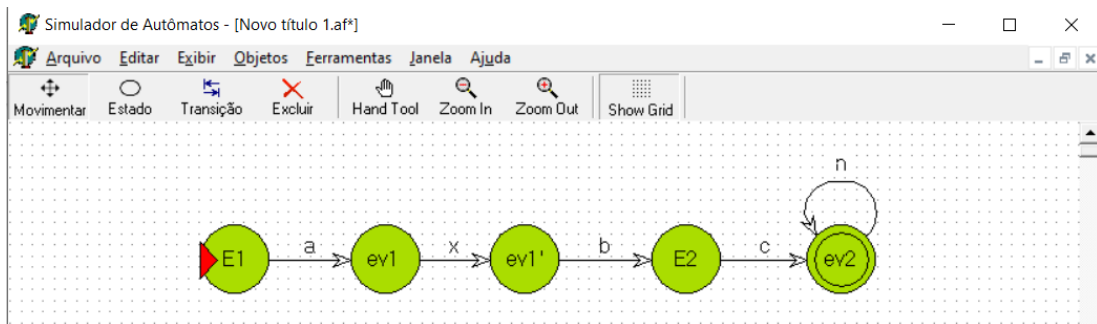 Simulador de Autômatos - [Novo título 1.af*]
Arquivo Editar Exibir Objetos Ferramentas Janela Ajuda
Movimentar Estado Transição Excluir Hand Tool Zoom In Zoom Out Show Grid
n
a x b c
E1 ev1 ev1' E2 ev2